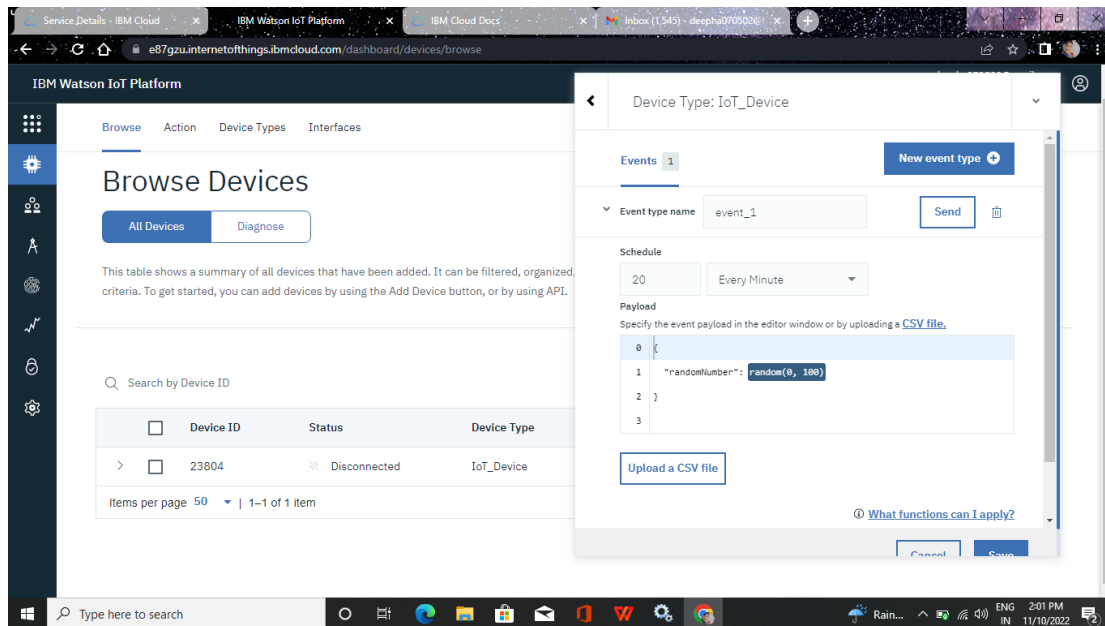 Service Details - IBM Cloud
IBM Watson IoT Platform
IBM Cloud Docs
Inbox (1,545) - deepha070502@
e87gzu.internetofthings.ibmcloud.com/dashboard/devices/browse
IBM Watson IoT Platform
Browse Action Device Types Interfaces
Browse Devices
All Devices Diagnose
This table shows a summary of all devices that have been added. It can be filtered, organized,
criteria. To get started, you can add devices by using the Add Device button, or by using API.
Search by Device ID
Device ID Status Device Type
23804 Disconnected IoT_Device
Items per page 50 | 1–1 of 1 item
Device Type: IoT_Device
Events 1
New event type
Event type name event_1 Send
Schedule
20 Every Minute
Payload
Specify the event payload in the editor window or by uploading a CSV file.
0 {
1 "randomNumber": random(0, 100)
2 }
3
Upload a CSV file
What functions can I apply?
Cancel Save
Type here to search
Rain...
ENG
IN
2:01 PM
11/10/2022
2